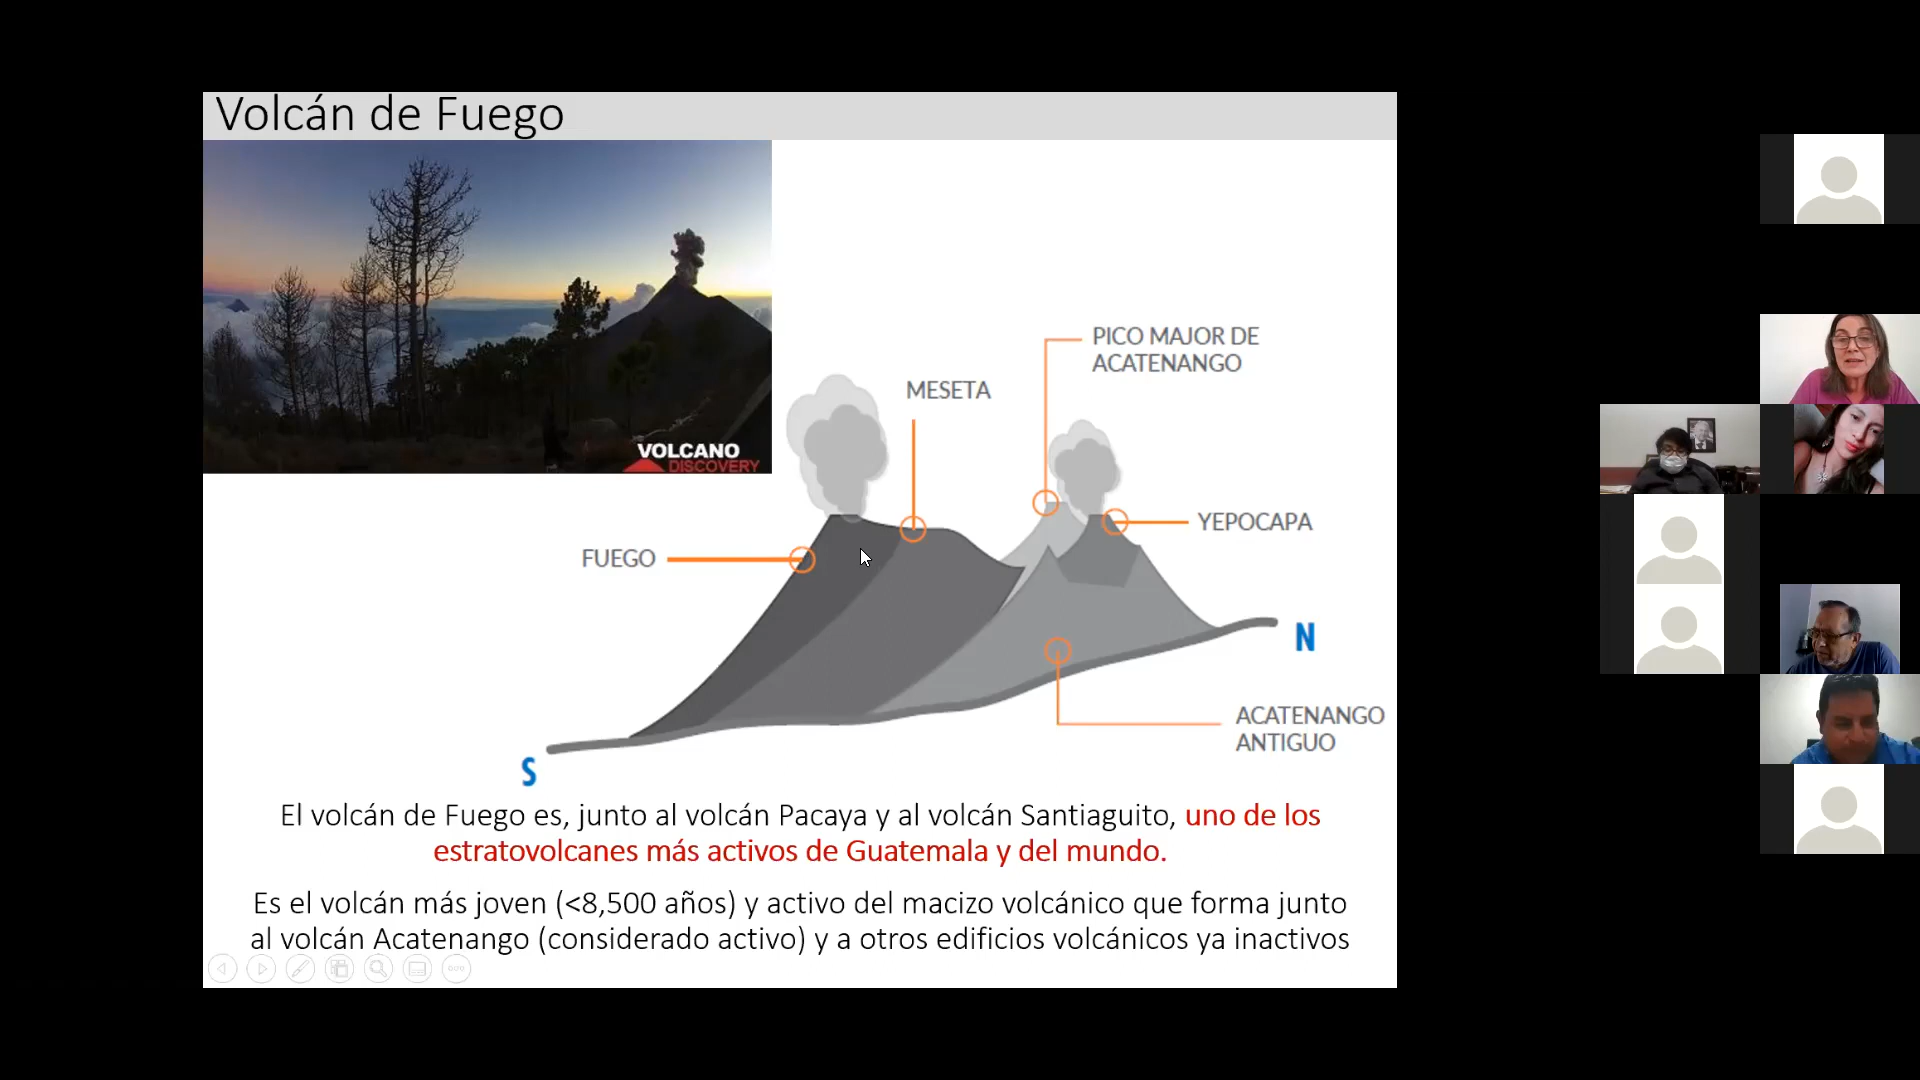 Volcán de Fuego
VOLCANO
DISCOVERY
PICO MAJOR DE
ACATENANGO
MESETA
YEPOCAPA
FUEGO
N
ACATENANGO
ANTIGUO
S
El volcán de Fuego es, junto al volcán Pacaya y al volcán Santiaguito, uno de los
estratovolcanes más activos de Guatemala y del mundo.
Es el volcán más joven (<8,500 años) y activo del macizo volcánico que forma junto
al volcán Acatenango (considerado activo) y a otros edificios volcánicos ya inactivos